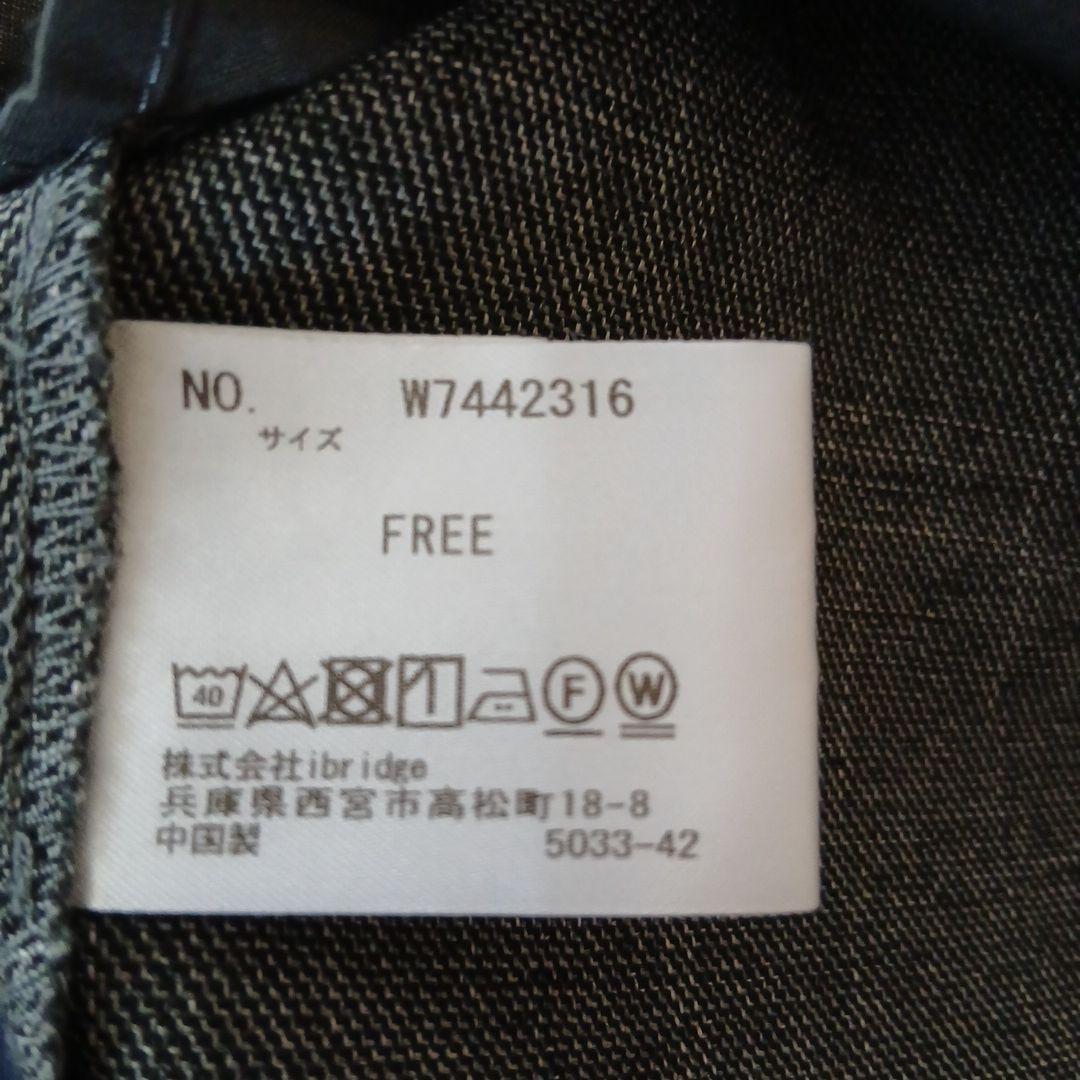 NO. W7442316
サイズ
FREE
40 F W
株式会社ibridge
兵庫県西宮市高松町18-8
中国製 5033-42